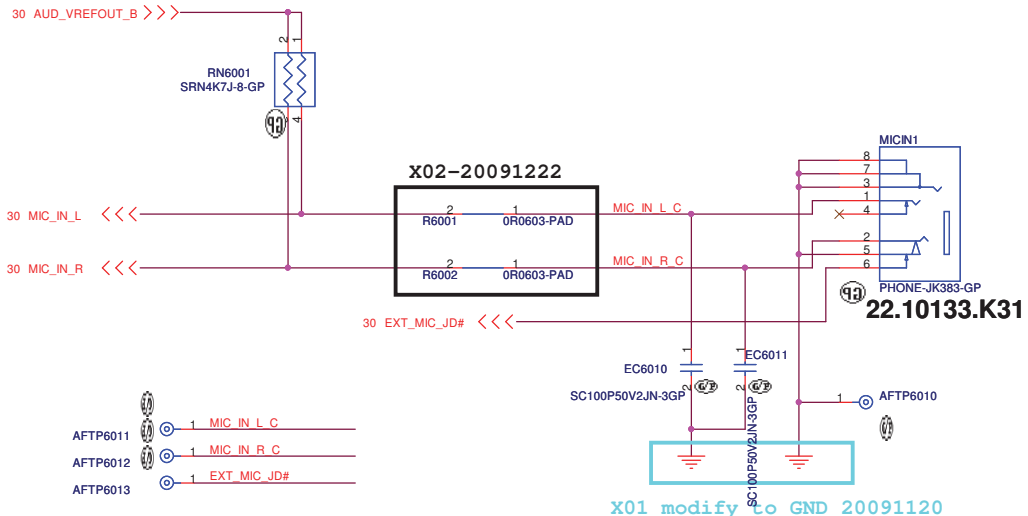 30 AUD_VREFOUT_B
2 1
RN6001
SRN4K7J-8-GP
4
X02-20091222
30 MIC_IN_L
2 1
R6001 0R0603-PAD
MIC_IN_L_C
30 MIC_IN_R
2 1
R6002 0R0603-PAD
MIC_IN_R_C
30 EXT_MIC_JD#
MICIN1
8
7
3
1
4
2
5
6
PHONE-JK383-GP
22.10133.K31
1
EC6010
2
SC100P50V2JN-3GP
1
EC6011
2
SC100P50V2JN-3GP
1 AFTP6010
AFTP6011 1 MIC_IN_L_C
AFTP6012 1 MIC_IN_R_C
AFTP6013 1 EXT_MIC_JD#
X01 modify to GND 20091120